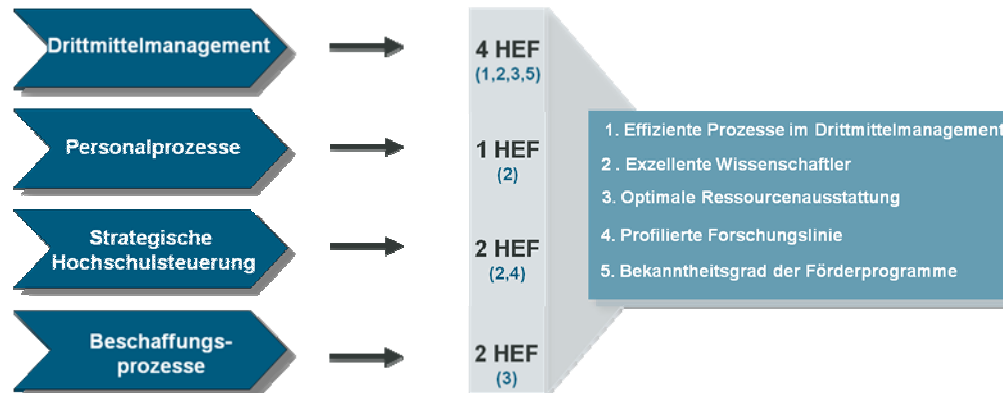 Drittmittelmanagement
4 HEF
(1,2,3,5)
Personalprozesse
1 HEF
(2)
Strategische
Hochschulsteuerung
2 HEF
(2,4)
Beschaffungs-
prozesse
2 HEF
(3)
1. Effiziente Prozesse im Drittmittelmanagement
2 . Exzellente Wissenschaftler
3. Optimale Ressourcenausstattung
4. Profilierte Forschungslinie
5. Bekanntheitsgrad der Förderprogramme